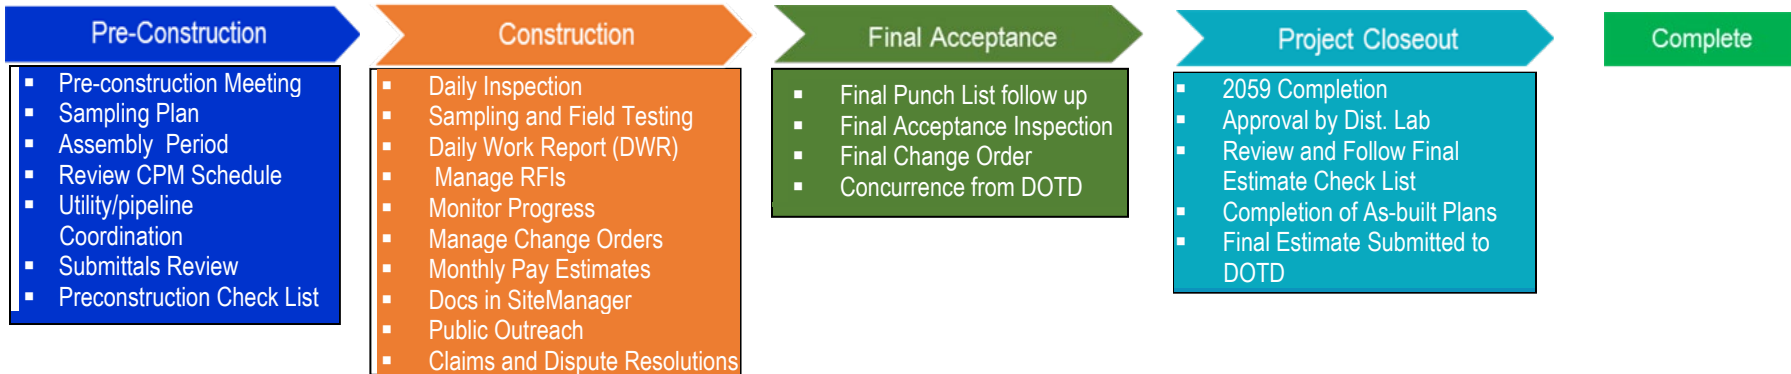 Pre-Construction
Pre-construction Meeting
Sampling Plan
Assembly Period
Review CPM Schedule
Utility/pipeline
Coordination
Submittals Review
Preconstruction Check List
Construction
Daily Inspection
Sampling and Field Testing
Daily Work Report (DWR)
Manage RFIs
Monitor Progress
Manage Change Orders
Monthly Pay Estimates
Docs in SiteManager
Public Outreach
Claims and Dispute Resolutions
Final Acceptance
Final Punch List follow up
Final Acceptance Inspection
Final Change Order
Concurrence from DOTD
Project Closeout
2059 Completion
Approval by Dist. Lab
Review and Follow Final
Estimate Check List
Completion of As-built Plans
Final Estimate Submitted to
DOTD
Complete